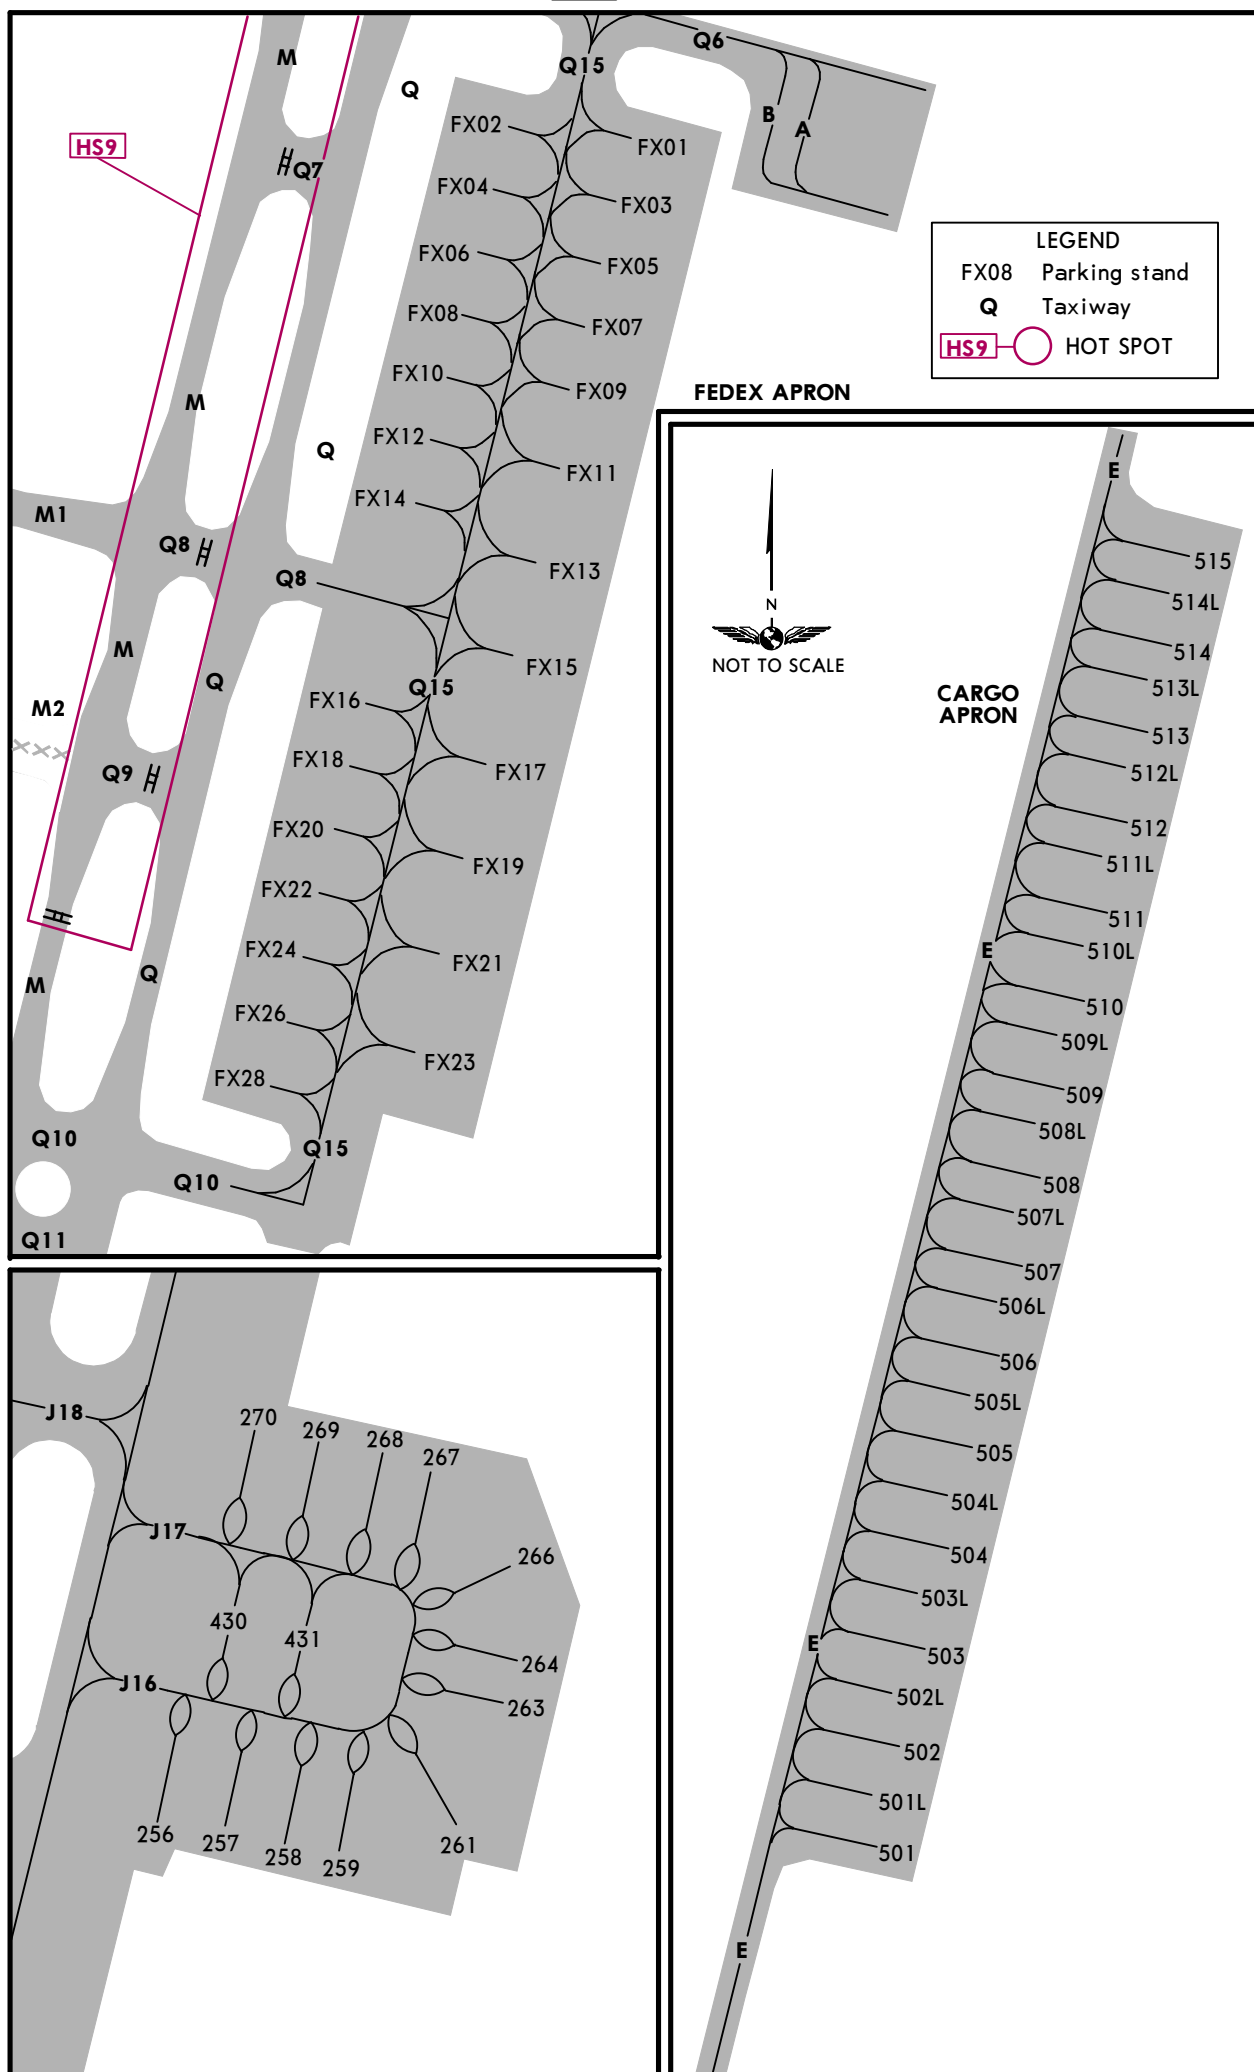 Q6
Q15
M
Q
B
A
FX02
FX01
HS9
Q7
FX04
FX03
FX06
FX05
FX08
FX07
FX10
FX09
FX12
FX11
FX14
FX13
LEGEND
FX08 Parking stand
Q Taxiway
HS9 HOT SPOT
FEDEX APRON
M
Q
M1
Q8
Q8
M
Q
FX15
Q15
FX16
M2
FX18
FX17
Q9
FX20
FX19
FX22
FX24
FX21
M
Q
FX26
FX23
FX28
Q10
Q15
Q10
Q11
N
NOT TO SCALE
CARGO
APRON
E
515
514L
514
513L
513
512L
512
511L
511
E
510L
510
509L
509
508L
508
507L
507
506L
506
505L
505
504L
504
503L
E
503
502L
502
501L
501
E
J18
270
269
268
267
J17
266
430
431
264
J16
263
256
257
258
259
261